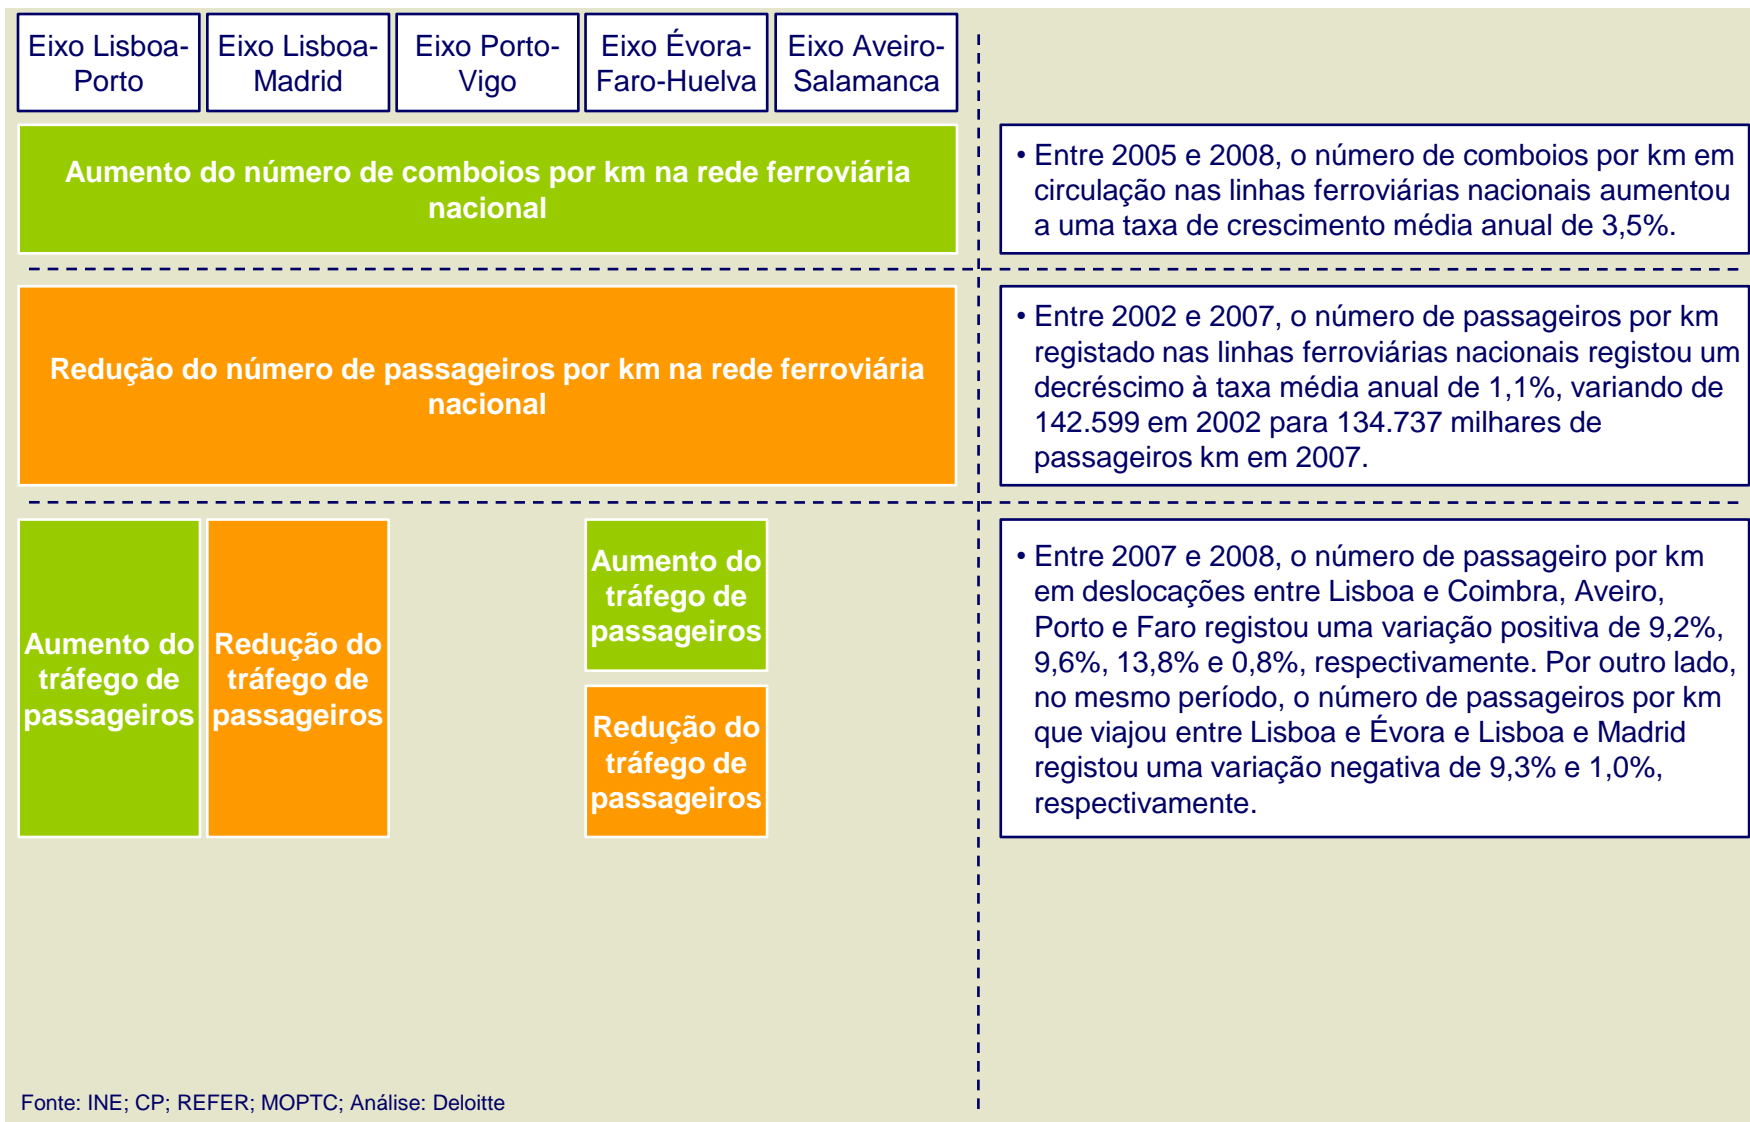 Eixo Lisboa-
Porto
Eixo Lisboa-
Madrid
Eixo Porto-
Vigo
Eixo Évora-
Faro-Huelva
Eixo Aveiro-
Salamanca
Aumento do número de comboios por km na rede ferroviária
nacional
• Entre 2005 e 2008, o número de comboios por km em
circulação nas linhas ferroviárias nacionais aumentou
a uma taxa de crescimento média anual de 3,5%.
Redução do número de passageiros por km na rede ferroviária
nacional
• Entre 2002 e 2007, o número de passageiros por km
registado nas linhas ferroviárias nacionais registou um
decréscimo à taxa média anual de 1,1%, variando de
142.599 em 2002 para 134.737 milhares de
passageiros km em 2007.
Aumento do
tráfego de
passageiros
Redução do
tráfego de
passageiros
Aumento do
tráfego de
passageiros
Redução do
tráfego de
passageiros
• Entre 2007 e 2008, o número de passageiro por km
em deslocações entre Lisboa e Coimbra, Aveiro,
Porto e Faro registou uma variação positiva de 9,2%,
9,6%, 13,8% e 0,8%, respectivamente. Por outro lado,
no mesmo período, o número de passageiros por km
que viajou entre Lisboa e Évora e Lisboa e Madrid
registou uma variação negativa de 9,3% e 1,0%,
respectivamente.
Fonte: INE; CP; REFER; MOPTC; Análise: Deloitte